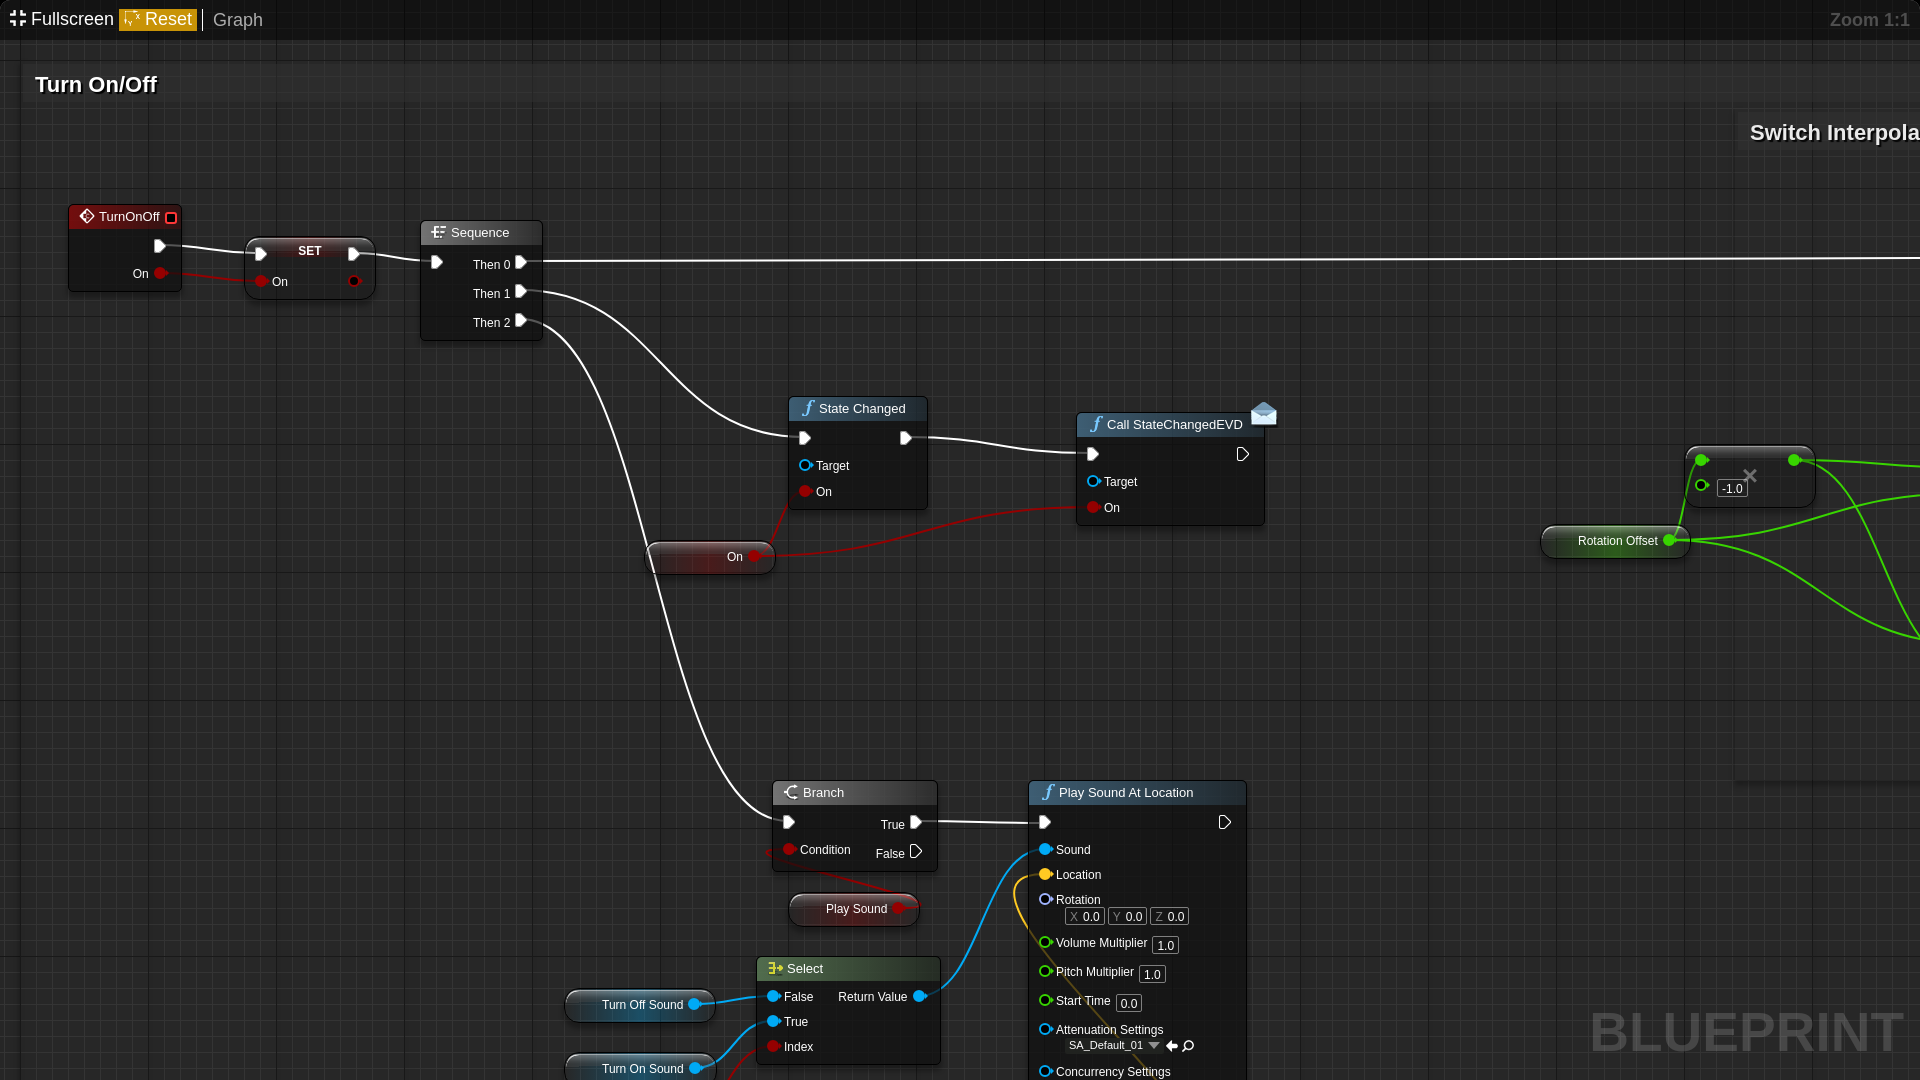 Fullscreen Reset Graph
Zoom 1:1
Turn On/Off
Switch Interpola
TurnOnOff
On
SET
On
Sequence
Then 0
Then 1
Then 2
State Changed
Target
On
Call StateChangedEVD
Target
On
On
-1.0
Rotation Offset
Branch
True
Condition
False
Play Sound
Play Sound At Location
Sound
Location
Rotation
X 0.0 Y 0.0 Z 0.0
Volume Multiplier 1.0
Pitch Multiplier 1.0
Start Time 0.0
Attenuation Settings
SA_Default_01
Concurrency Settings
Select
False Return Value
True
Index
Turn Off Sound
Turn On Sound
BLUEPRINT